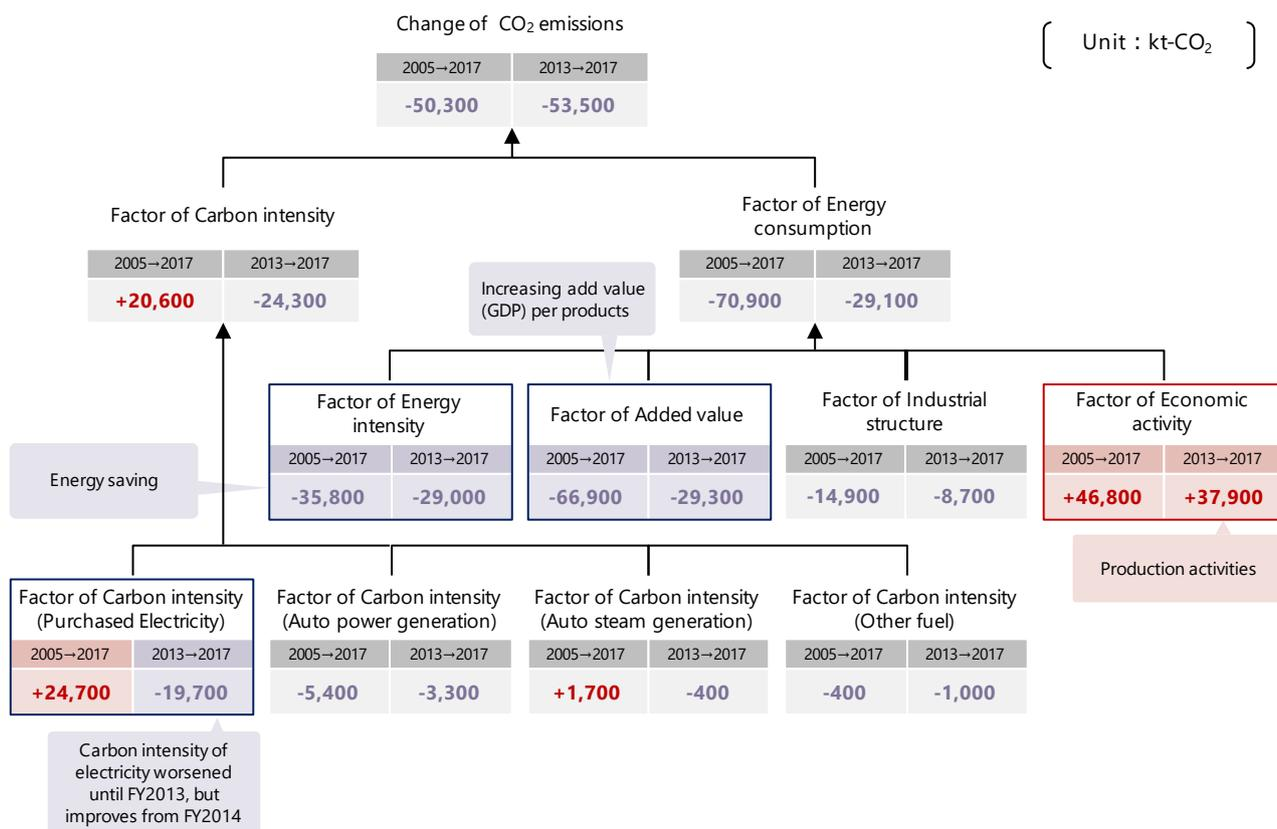 Change of CO₂ emissions
Unit：kt-CO₂
2005→2017 2013→2017
-50,300 -53,500
Factor of Carbon intensity
2005→2017 2013→2017
+20,600 -24,300
Factor of Energy
consumption
2005→2017 2013→2017
-70,900 -29,100
Increasing add value
(GDP) per products
Energy saving
Factor of Energy
intensity
2005→2017 2013→2017
-35,800 -29,000
Factor of Added value
2005→2017 2013→2017
-66,900 -29,300
Factor of Industrial
structure
2005→2017 2013→2017
-14,900 -8,700
Factor of Economic
activity
2005→2017 2013→2017
+46,800 +37,900
Production activities
Factor of Carbon intensity
(Purchased Electricity)
2005→2017 2013→2017
+24,700 -19,700
Factor of Carbon intensity
(Auto power generation)
2005→2017 2013→2017
-5,400 -3,300
Factor of Carbon intensity
(Auto steam generation)
2005→2017 2013→2017
+1,700 -400
Factor of Carbon intensity
(Other fuel)
2005→2017 2013→2017
-400 -1,000
Carbon intensity of
electricity worsened
until FY2013, but
improves from FY2014